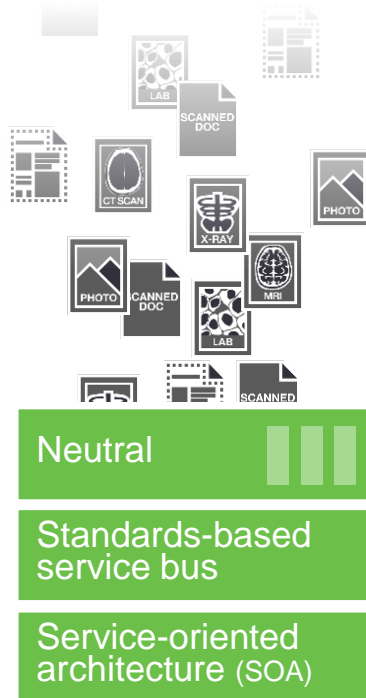 LAB
SCANNED
DOC
CT SCAN
X-RAY
PHOTO
PHOTO
SCANNED
DOC
MRI
LAB
SCANNED
Neutral
Standards-based
service bus
Service-oriented
architecture (SOA)